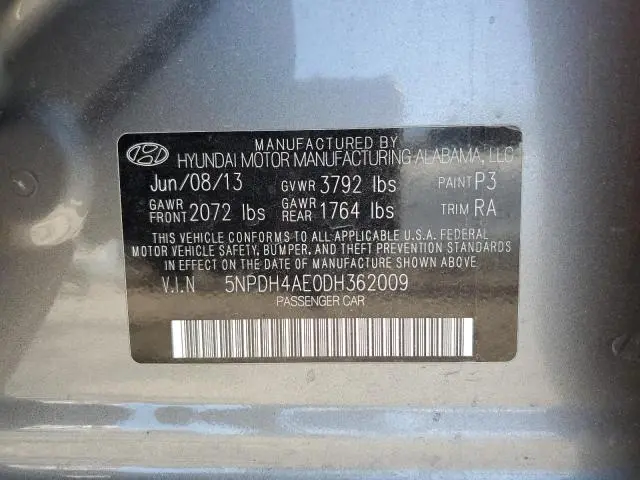 MANUFACTURED BY
HYUNDAI MOTOR MANUFACTURING ALABAMA, LLC
Jun/08/13 GVWR 3792 lbs PAINT P3
GAWR FRONT 2072 lbs GAWR REAR 1764 lbs TRIM RA
THIS VEHICLE CONFORMS TO ALL APPLICABLE U.S.A. FEDERAL
MOTOR VEHICLE SAFETY, BUMPER, AND THEFT PREVENTION STANDARDS
IN EFFECT ON THE DATE OF MANUFACTURE SHOWN ABOVE.
V.I.N 5NPDH4AE0DH362009
PASSENGER CAR